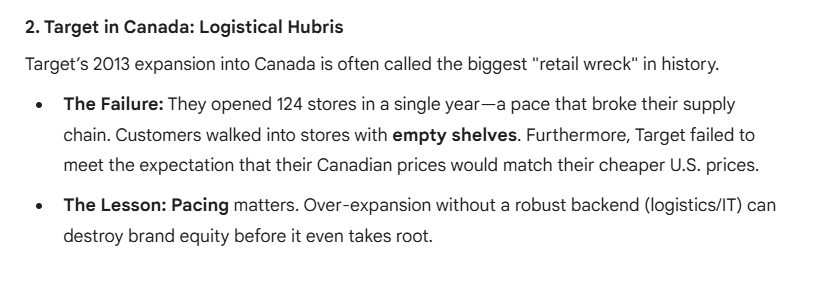 2. Target in Canada: Logistical Hubris
Target’s 2013 expansion into Canada is often called the biggest "retail wreck" in history.
• The Failure: They opened 124 stores in a single year—a pace that broke their supply
chain. Customers walked into stores with empty shelves. Furthermore, Target failed to
meet the expectation that their Canadian prices would match their cheaper U.S. prices.
• The Lesson: Pacing matters. Over-expansion without a robust backend (logistics/IT) can
destroy brand equity before it even takes root.